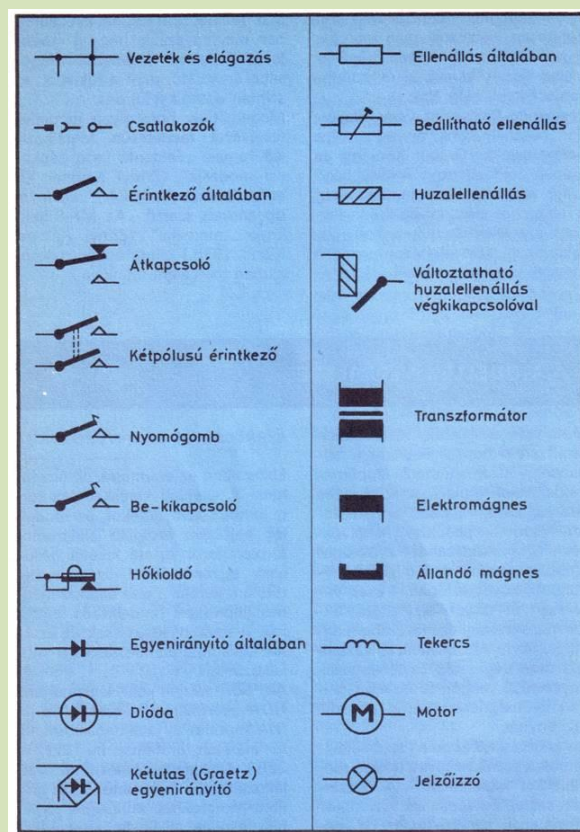 Vezeték és elágazás
Csatlakozók
Érintkező általában
Átkapcsoló
Kétpólusú érintkező
Nyomógomb
Be-kikapcsoló
Hőkioldó
Egyenirányító általában
Dióda
Kétutas (Graetz)
egyenirányító
Ellenállás általában
Beállítható ellenállás
Huzalellenállás
Változtatható
huzalellenállás
végkikapcsolóval
Transzformátor
Elektromágnes
Állandó mágnes
Tekercs
M
Motor
Jelzőizzó